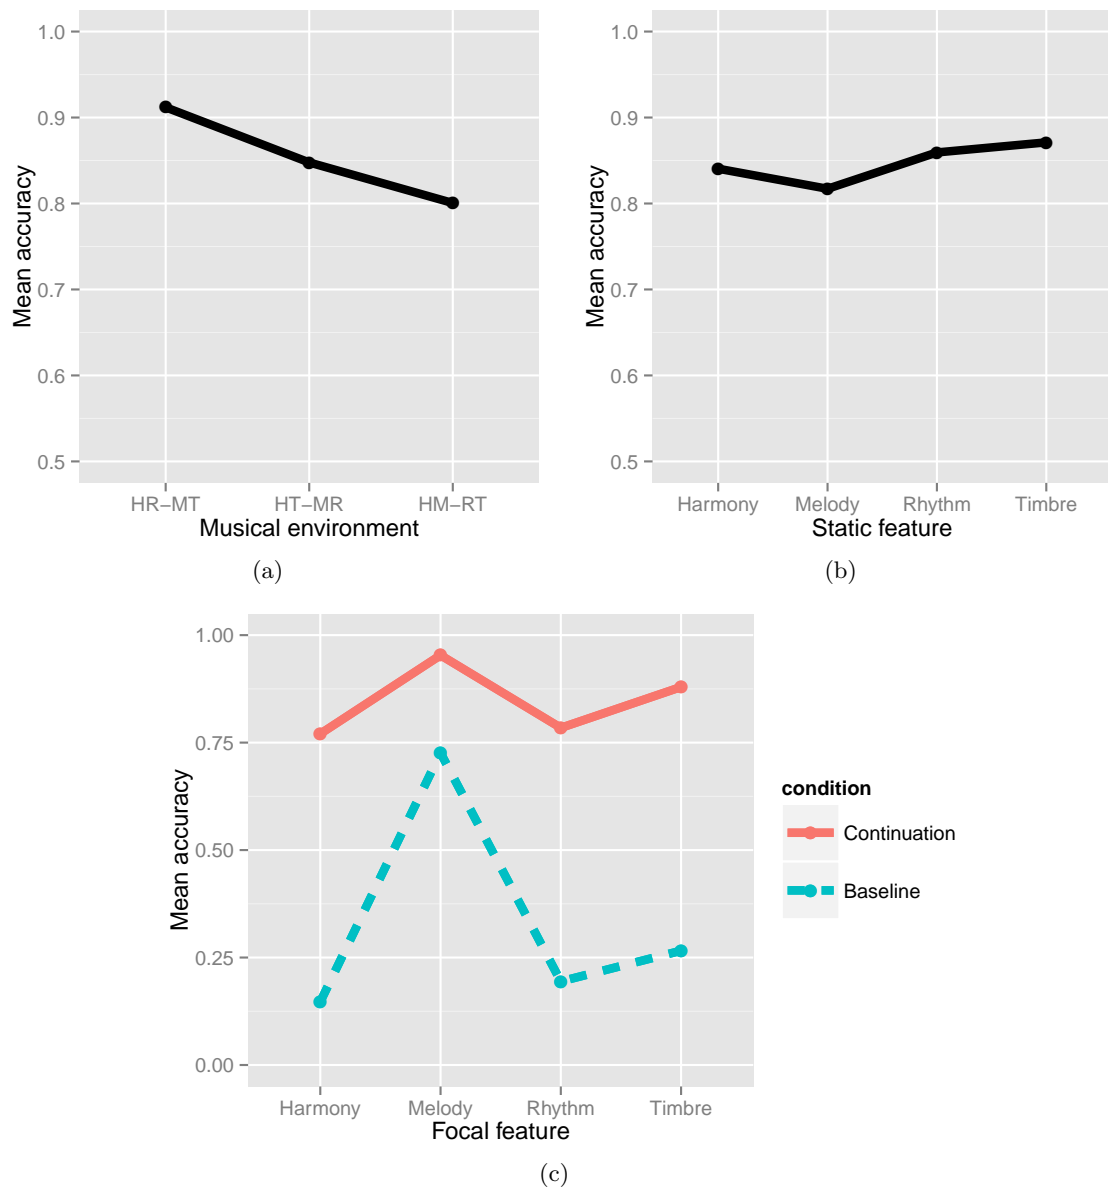 1.0
0.9
0.8
0.7
0.6
0.5
Mean accuracy
HR−MT HT−MR HM−RT
Musical environment
(a)
1.0
0.9
0.8
0.7
0.6
0.5
Mean accuracy
Harmony Melody Rhythm Timbre
Static feature
(b)
1.00
0.75
0.50
0.25
0.00
Mean accuracy
Harmony Melody Rhythm Timbre
Focal feature
condition
Continuation
Baseline
(c)